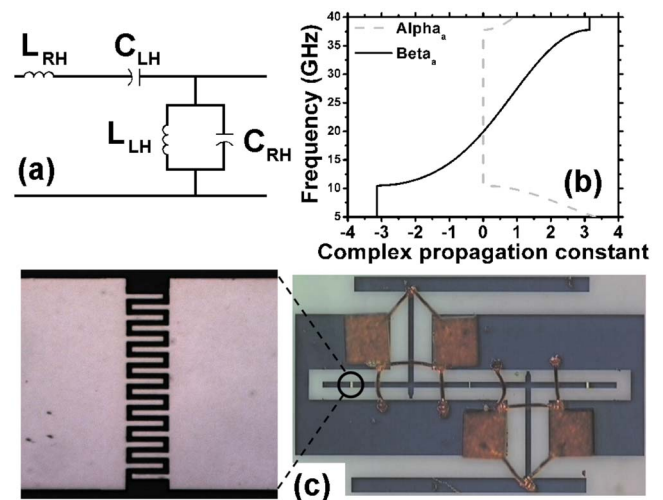 L_RH C_LH
L_LH
C_RH
(a)
Frequency (GHz)
40
35
30
25
20
15
10
5
Alpha_a
Beta_a
(b)
-4 -3 -2 -1 0 1 2 3 4
Complex propagation constant
(c)